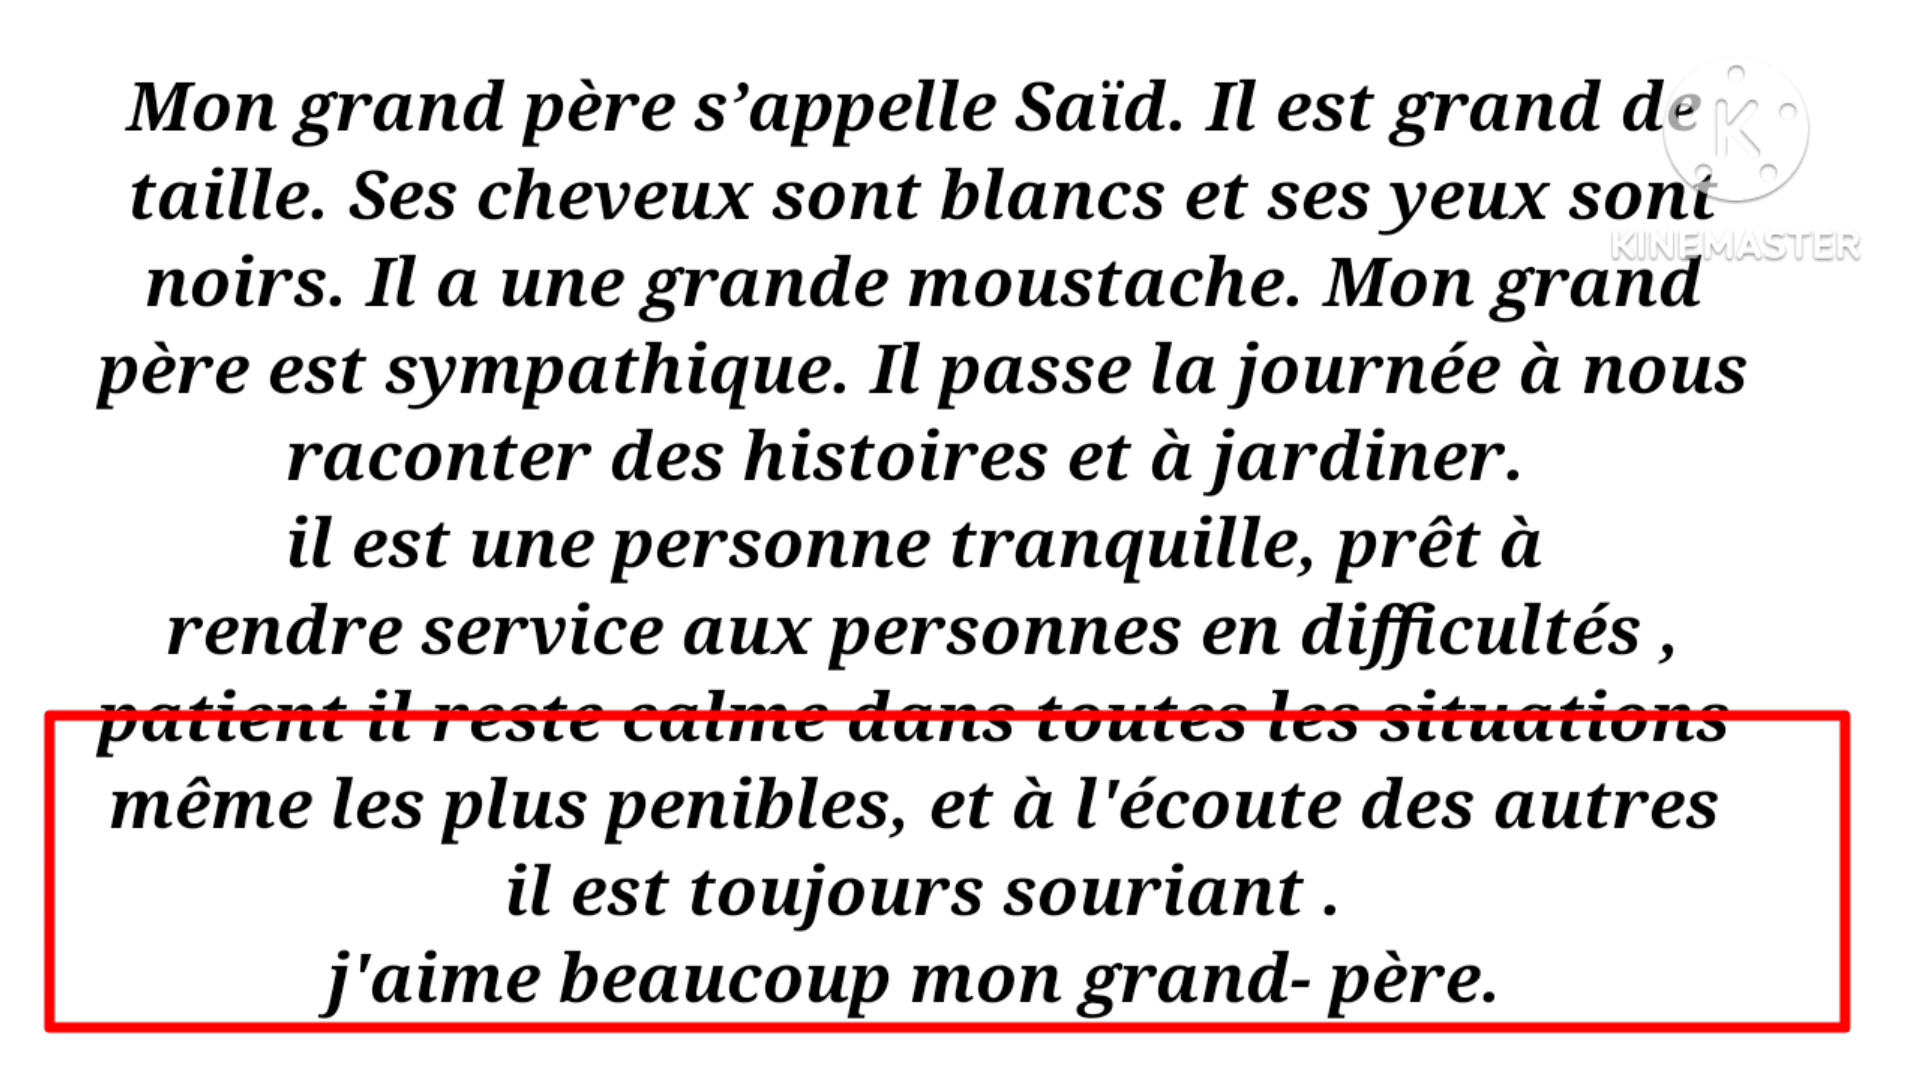 Mon grand père s’appelle Saïd. Il est grand de
taille. Ses cheveux sont blancs et ses yeux sont
noirs. Il a une grande moustache. Mon grand
père est sympathique. Il passe la journée à nous
raconter des histoires et à jardiner.
il est une personne tranquille, prêt à
rendre service aux personnes en difficultés ,
patient il reste calme dans toutes les situations
même les plus penibles, et à l'écoute des autres
il est toujours souriant .
j'aime beaucoup mon grand- père.
K
KINEMASTER